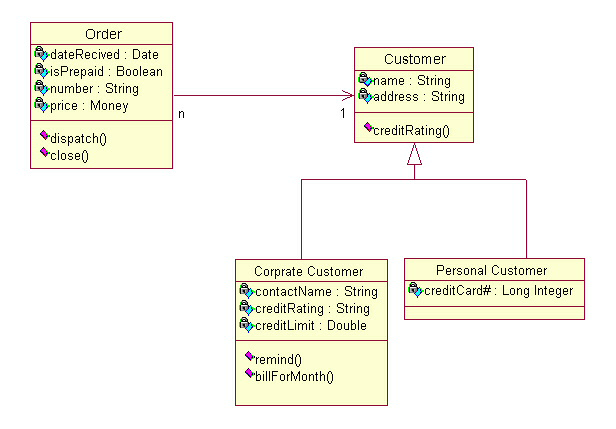 Order
dateRecived : Date
isPrepaid : Boolean
number : String
price : Money
dispatch()
close()
n
1
Customer
name : String
address : String
creditRating()
Corprate Customer
contactName : String
creditRating : String
creditLimit : Double
remind()
billForMonth()
Personal Customer
creditCard# : Long Integer